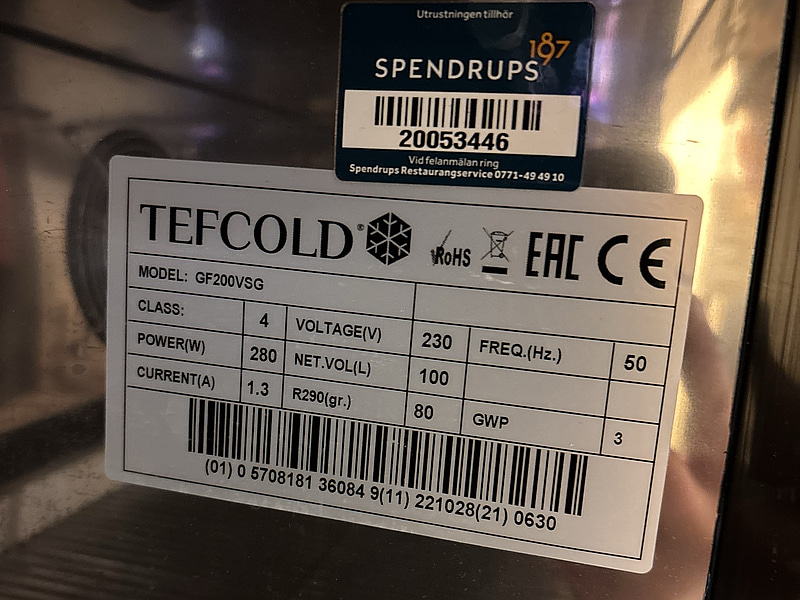 Utrustningen tillhör
187
SPENDRUPS
20053446
Vid felanmälan ring
Spendrups Restaurangservice 0771-49 49 10
TEFCOLD®
RoHS
EAC CE
MODEL: GF200VSG
CLASS: 4 VOLTAGE(V) 230 FREQ.(Hz.) 50
POWER(W) 280 NET.VOL(L) 100
CURRENT(A) 1.3 R290(gr.) 80 GWP 3
(01) 0 5708181 36084 9(11) 221028(21) 0630